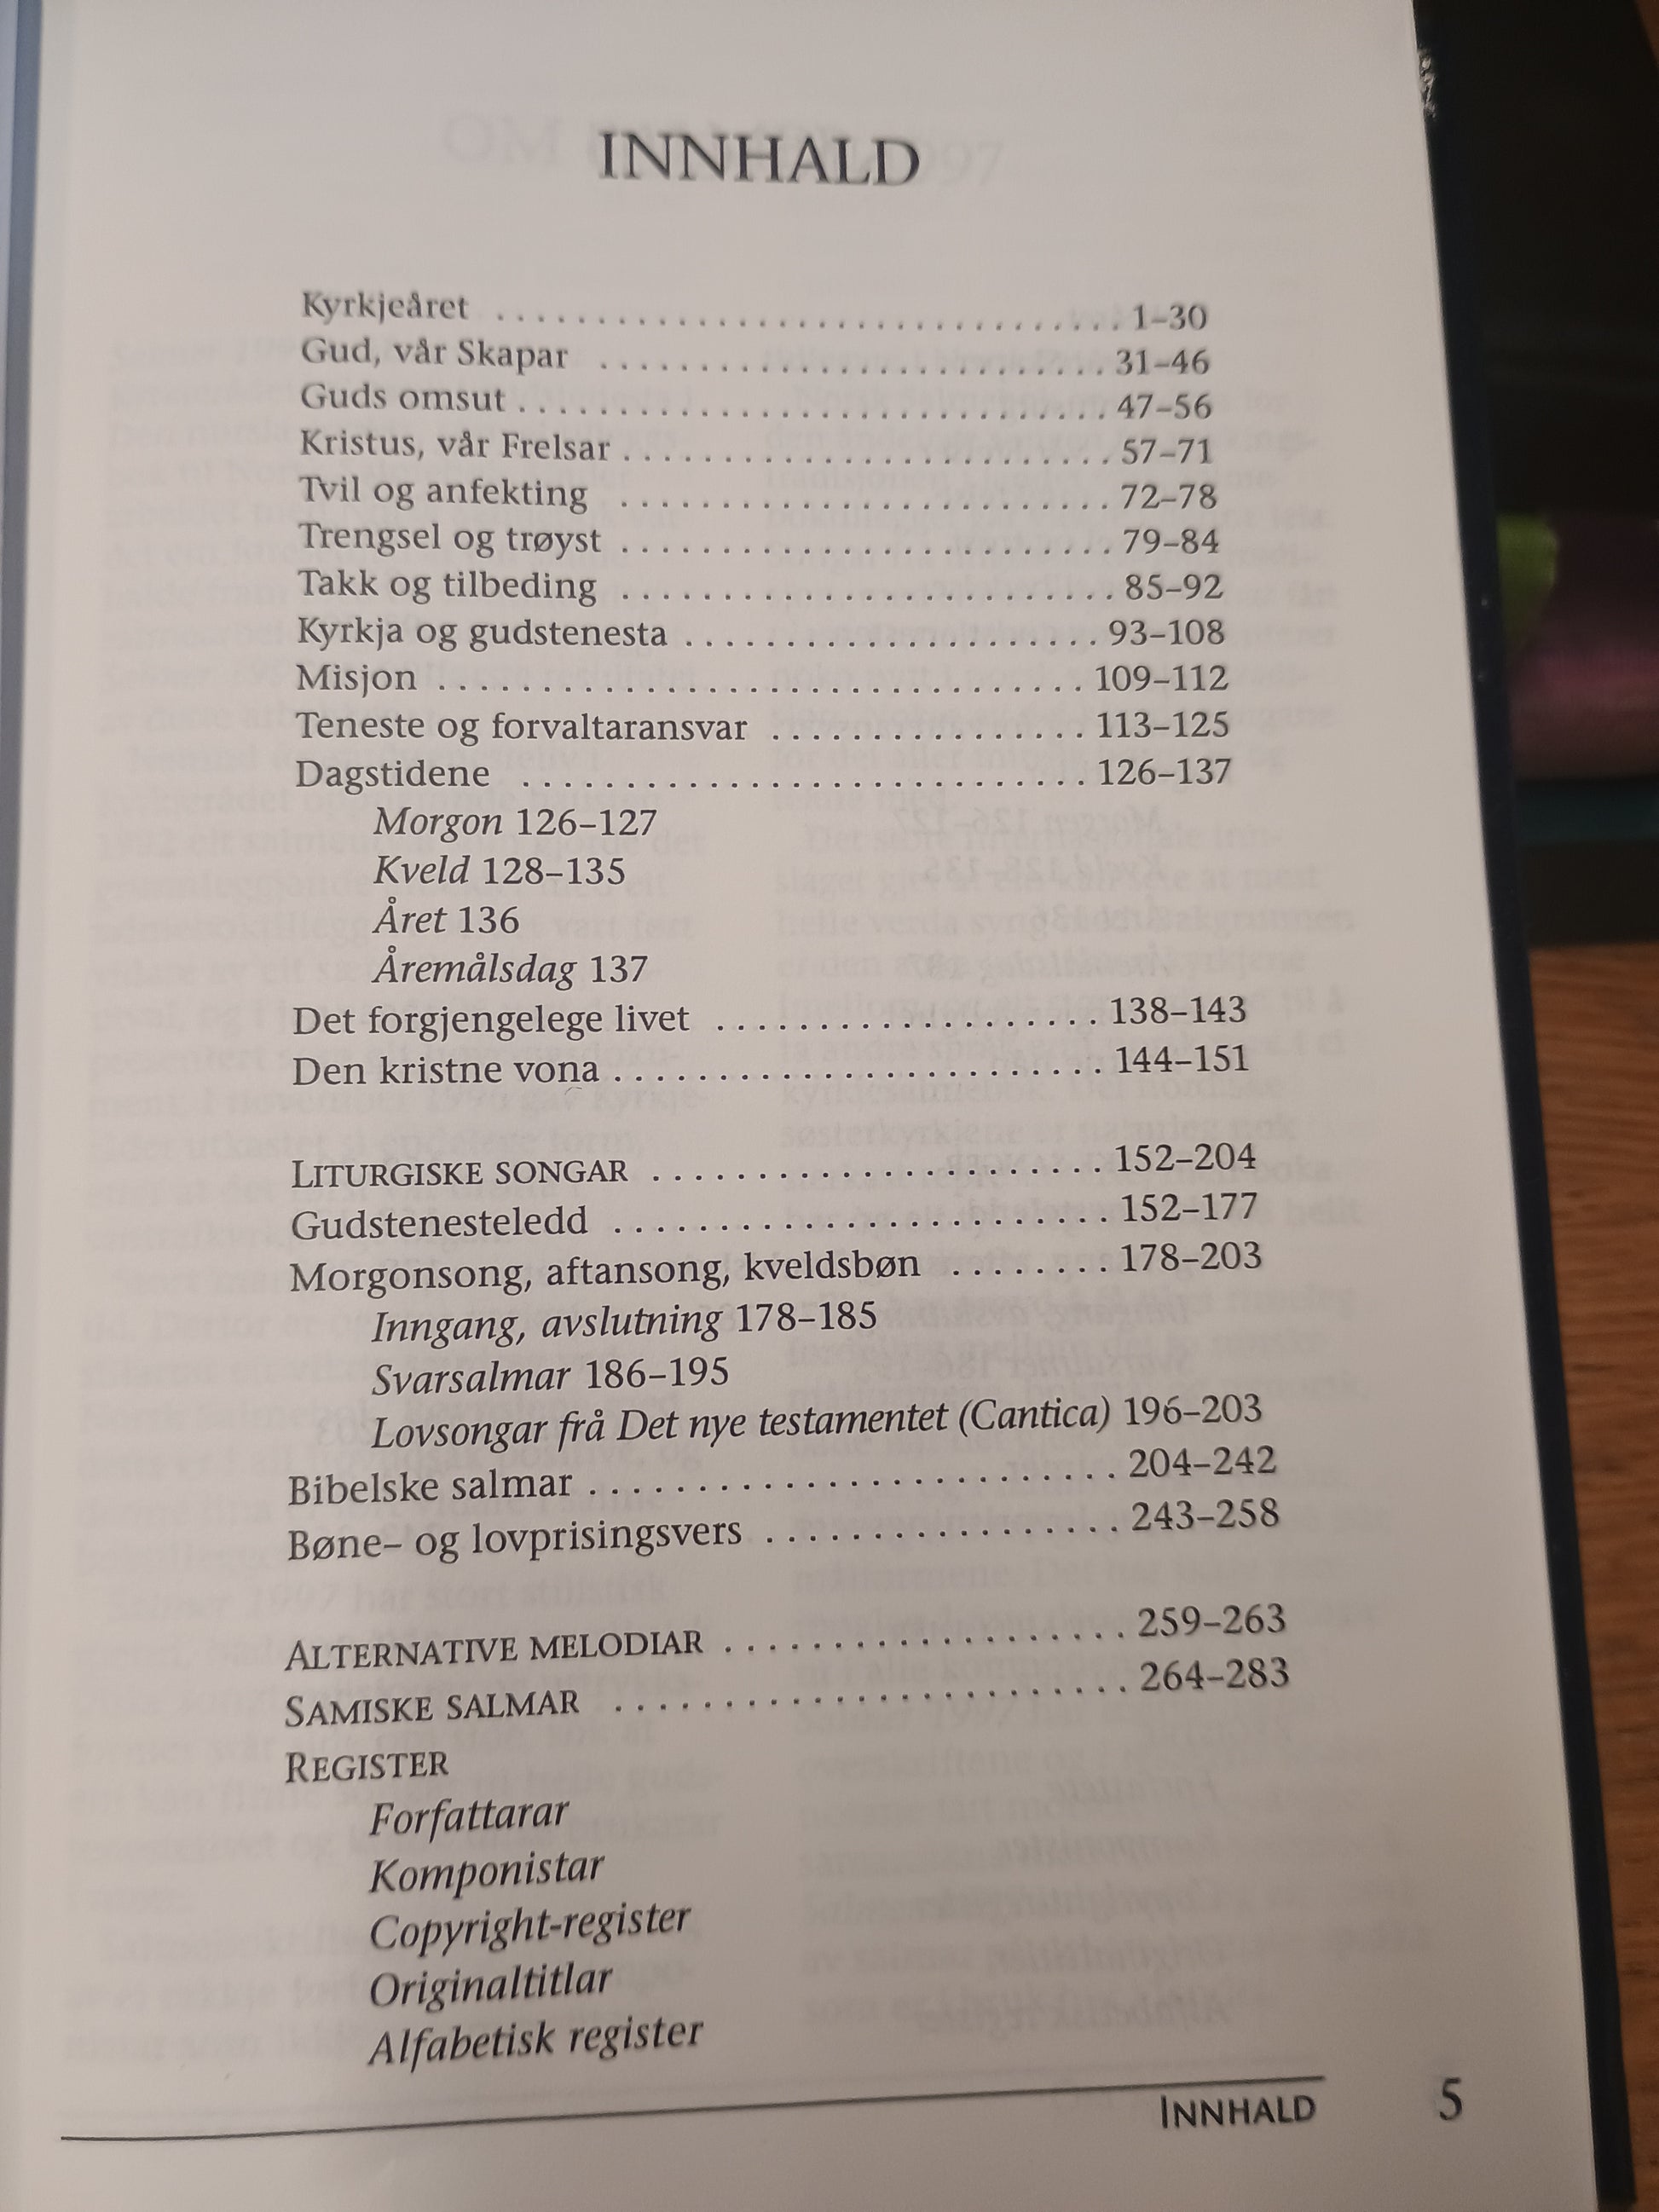 INNHALD
Kyrkjeåret ................................ 1–30
Gud, vår Skapar .......................... 31–46
Guds omsut .............................. 47–56
Kristus, vår Frelsar ......................... 57–71
Tvil og anfekting ......................... 72–78
Trengsel og trøyst ......................... 79–84
Takk og tilbeding ......................... 85–92
Kyrkja og gudstenesta ..................... 93–108
Misjon ................................. 109–112
Teneste og forvaltaransvar ................ 113–125
Dagstidene ............................. 126–137
Morgon 126–127
Kveld 128–135
Året 136
Åremålsdag 137
Det forgjengelege livet .................... 138–143
Den kristne vona ......................... 144–151
LITURGISKE SONGAR ....................... 152–204
Gudstenesteledd ......................... 152–177
Morgonsong, aftansong, kveldsbøn ........ 178–203
Inngang, avslutning 178–185
Svarsalmar 186–195
Lovsongar frå Det nye testamentet (Cantica) 196–203
Bibelske salmar ........................... 204–242
Bøne– og lovprisingsvers .................. 243–258
ALTERNATIVE MELODIAR .................... 259–263
SAMISKE SALMAR .......................... 264–283
REGISTER
Forfattarar
Komponistar
Copyright-register
Originaltitlar
Alfabetisk register
INNHALD 5